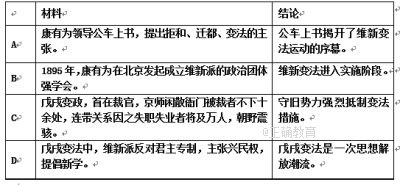 材料 结论
A 康有为领导公车上书，提出拒和、迁都、变法的主 公车上书揭开了维新变
张。 法运动的序幕。
B 1895年，康有为在北京发起成立维新派的政治团体 维新变法进入实施阶段。
强学会。
C 戊戌变政，首在裁官，京师闲散衙门被裁者不下十 守旧势力强烈抵制变法
余处，连带关系因之失职失业者将及万人，朝野震 措施。
骇。
@正确教育
D 戊戌变法中，维新派反对君主专制，主张兴民权， 戊戌变法是一次思想解
提倡新学。 放潮流。